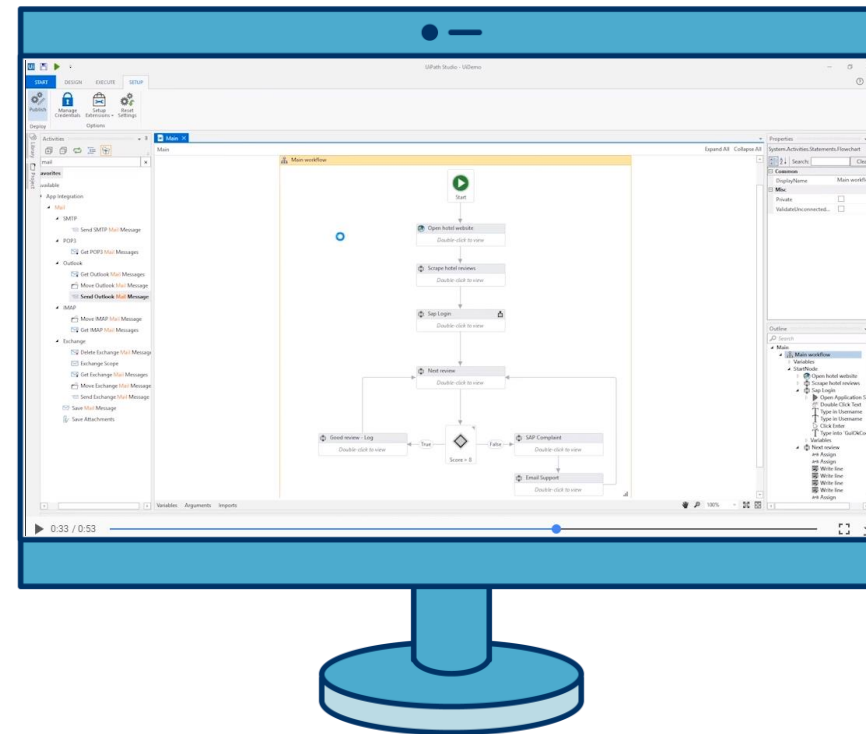 UiPath Studio - UiDemo
START DESIGN EXECUTE SETUP
Publish
Manage Credentials
Setup Extensions
Reset Settings
Deploy Options
Library
Project
Activities
mail
avorites
vailable
App Integration
Mail
SMTP
Send SMTP Mail Message
POP3
Get POP3 Mail Messages
Outlook
Get Outlook Mail Messages
Move Outlook Mail Message
Send Outlook Mail Message
IMAP
Move IMAP Mail Message
Get IMAP Mail Messages
Exchange
Delete Exchange Mail Message
Exchange Scope
Get Exchange Mail Messages
Move Exchange Mail Message
Send Exchange Mail Message
Save Mail Message
Save Attachments
Main
Main
Expand All Collapse All
Main workflow
Start
Open hotel website
Double-click to view
Scrape hotel reviews
Double-click to view
Sap Login
Double-click to view
Next review
Double-click to view
Good review - Log
Double-click to view
True
Score > 8
False
SAP Complaint
Double-click to view
Email Support
Double-click to view
Variables Arguments Imports
100%
Properties
System.Activities.Statements.Flowchart
Search:
Clea
Common
DisplayName Main workfl
Misc
Private
ValidateUnconnected...
Outline
Search
Main
Main workflow
Variables
StartNode
Open hotel website
Scrape hotel reviews
Sap Login
Open Application S
Double Click Text
Type in Username
Type in Username
Click Enter
Variables
Next review
Assign
Assign
Write line
Write line
Write line
Write line
Assign
0:33 / 0:53